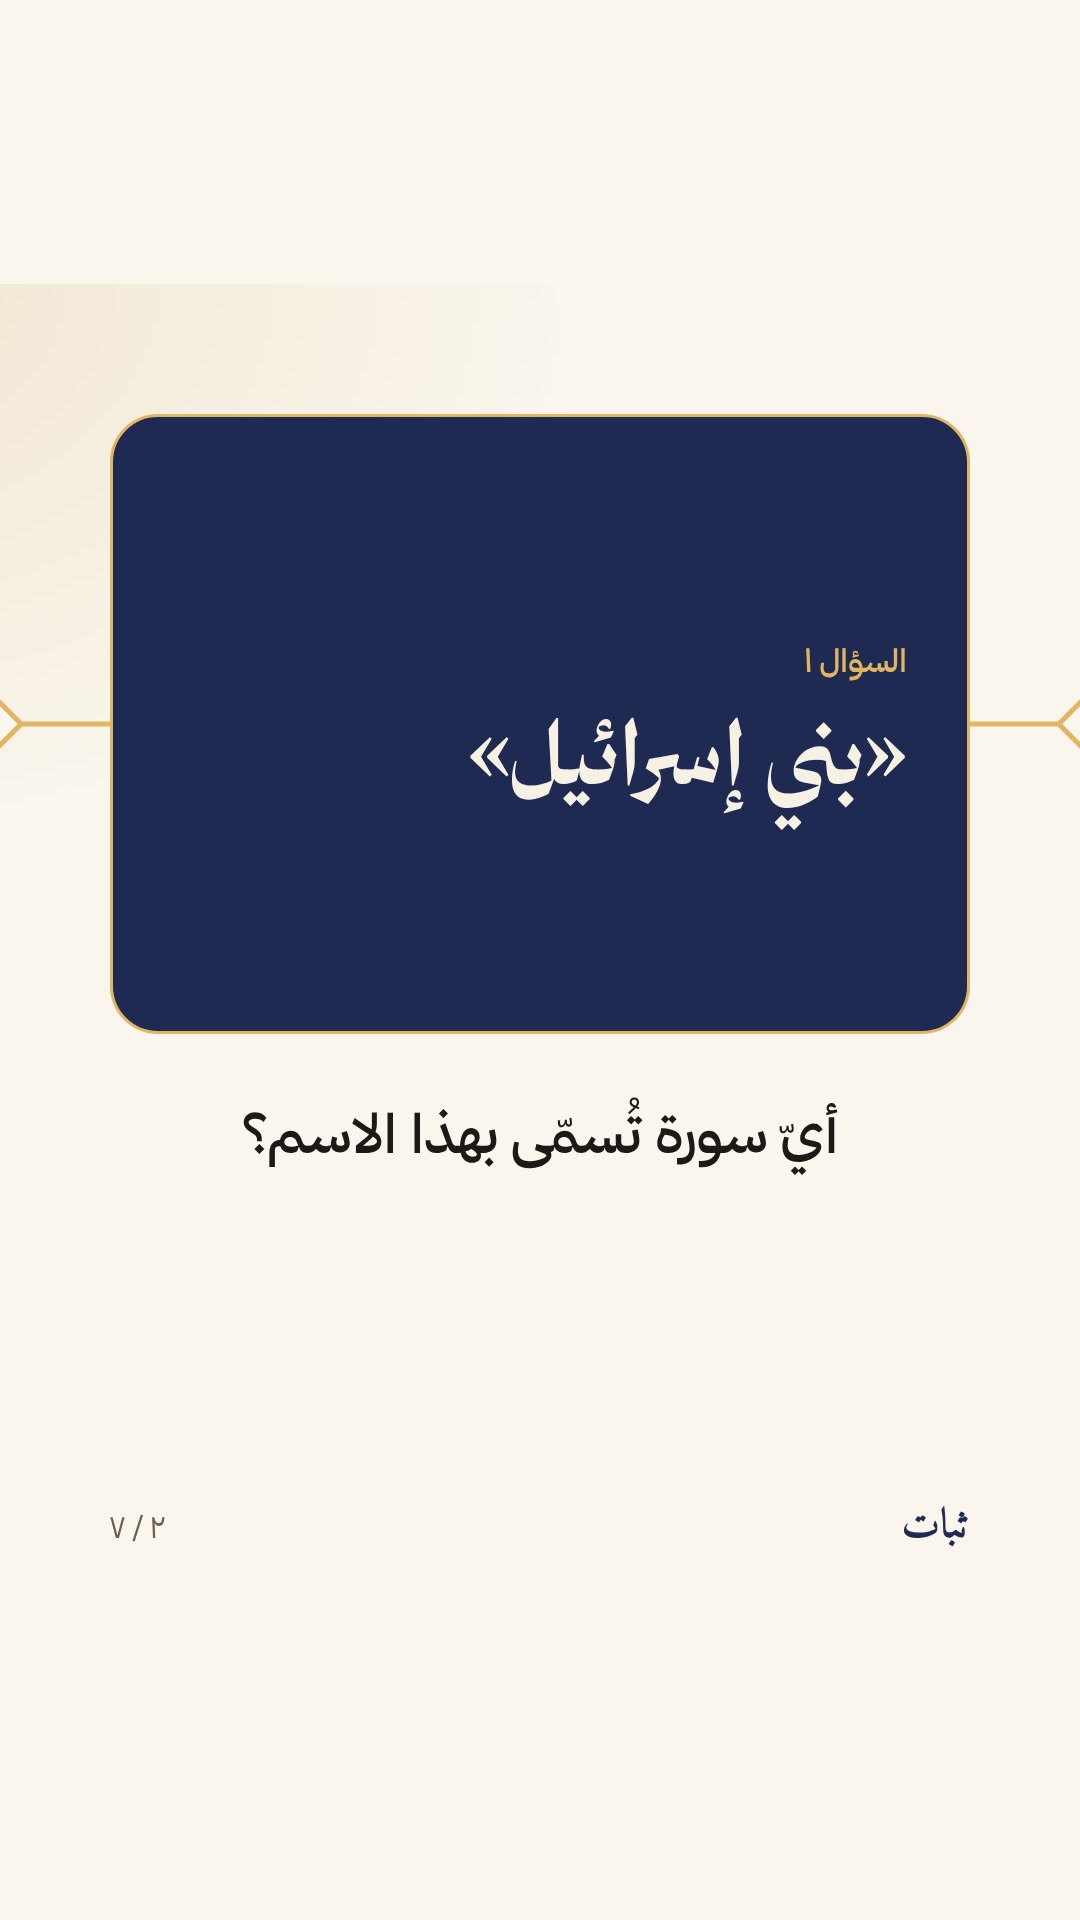 السؤال ١
«بني إسرائيل»
أيّ سورة تُسمّى بهذا الاسم؟
ثبات
٢ / ٧